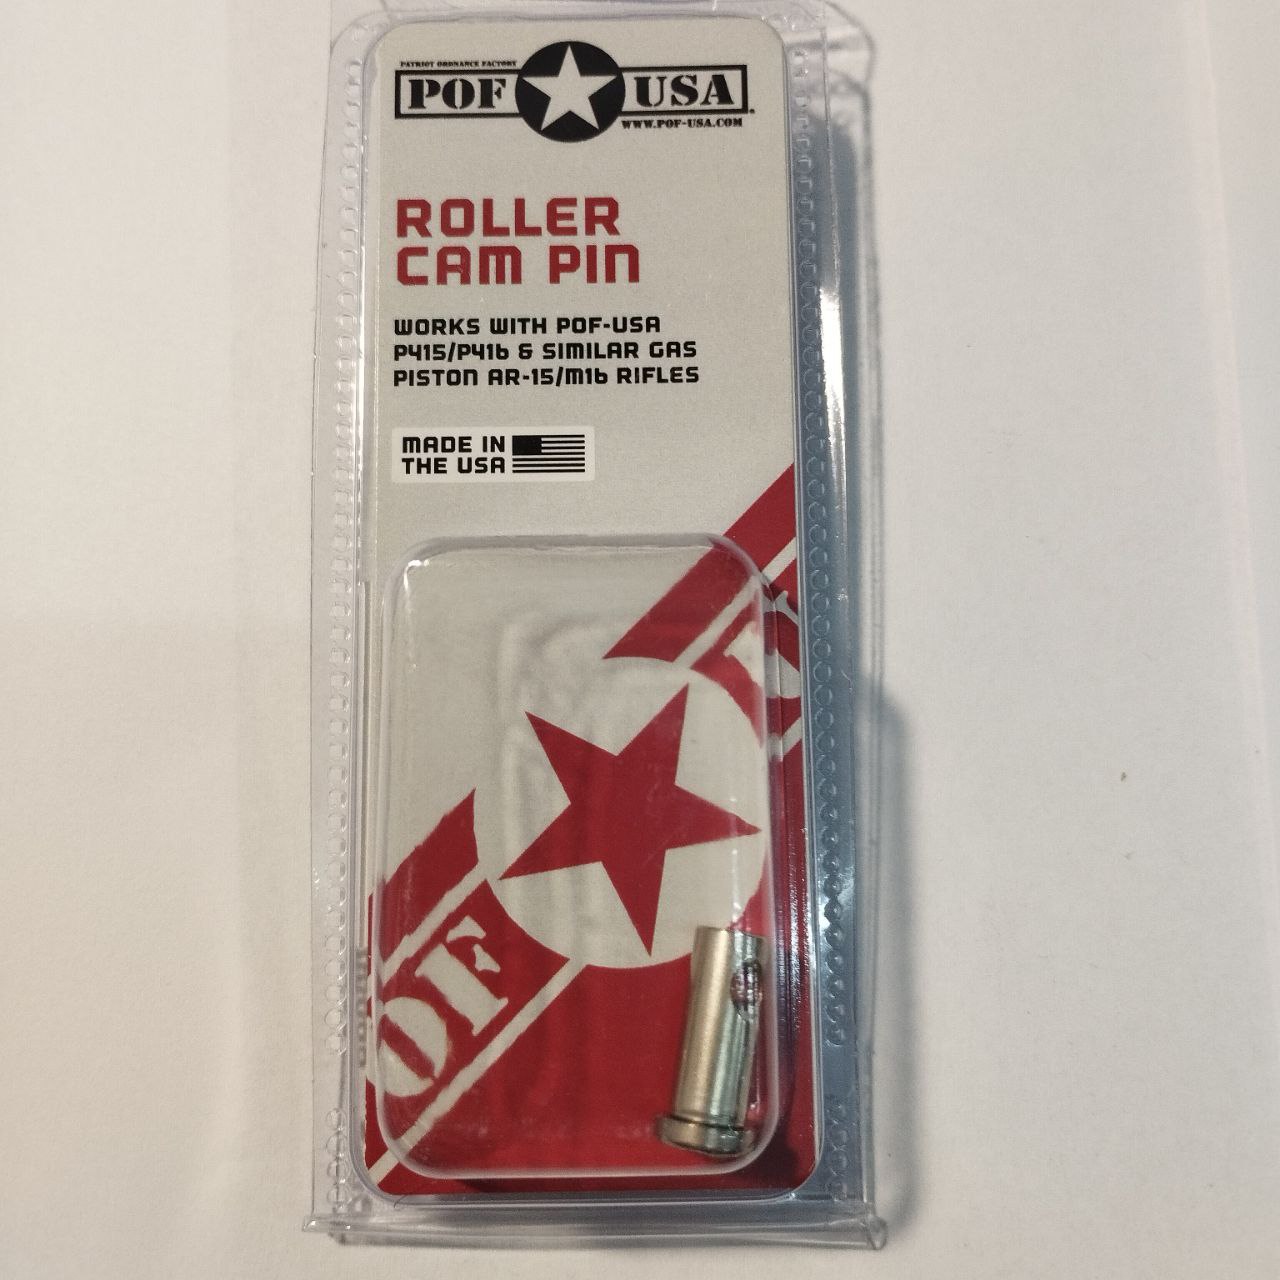 PATRIOT ORDNANCE FACTORY
POF USA
WWW.POF-USA.COM
ROLLER
CAM PIN
WORKS WITH POF-USA
P415/P416 & SIMILAR GAS
PISTON AR-15/M16 RIFLES
MADE IN
THE USA
POF U